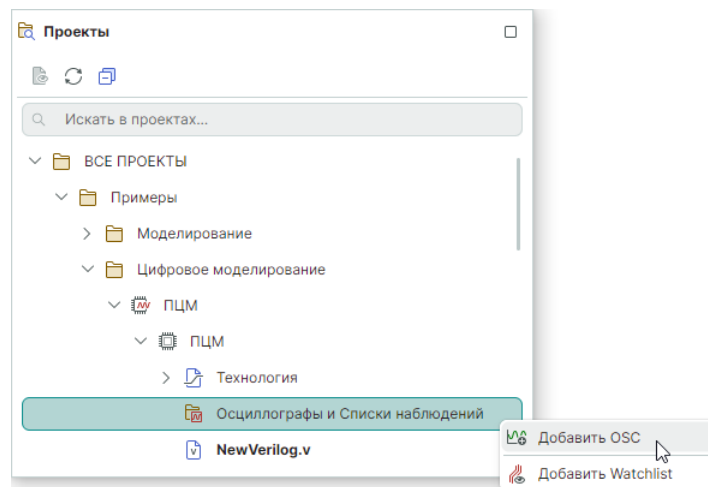 Проекты
Искать в проектах...
ВСЕ ПРОЕКТЫ
Примеры
Моделирование
Цифровое моделирование
ПЦМ
ПЦМ
Технология
Осциллографы и Списки наблюдений
Добавить OSC
NewVerilog.v
Добавить Watchlist